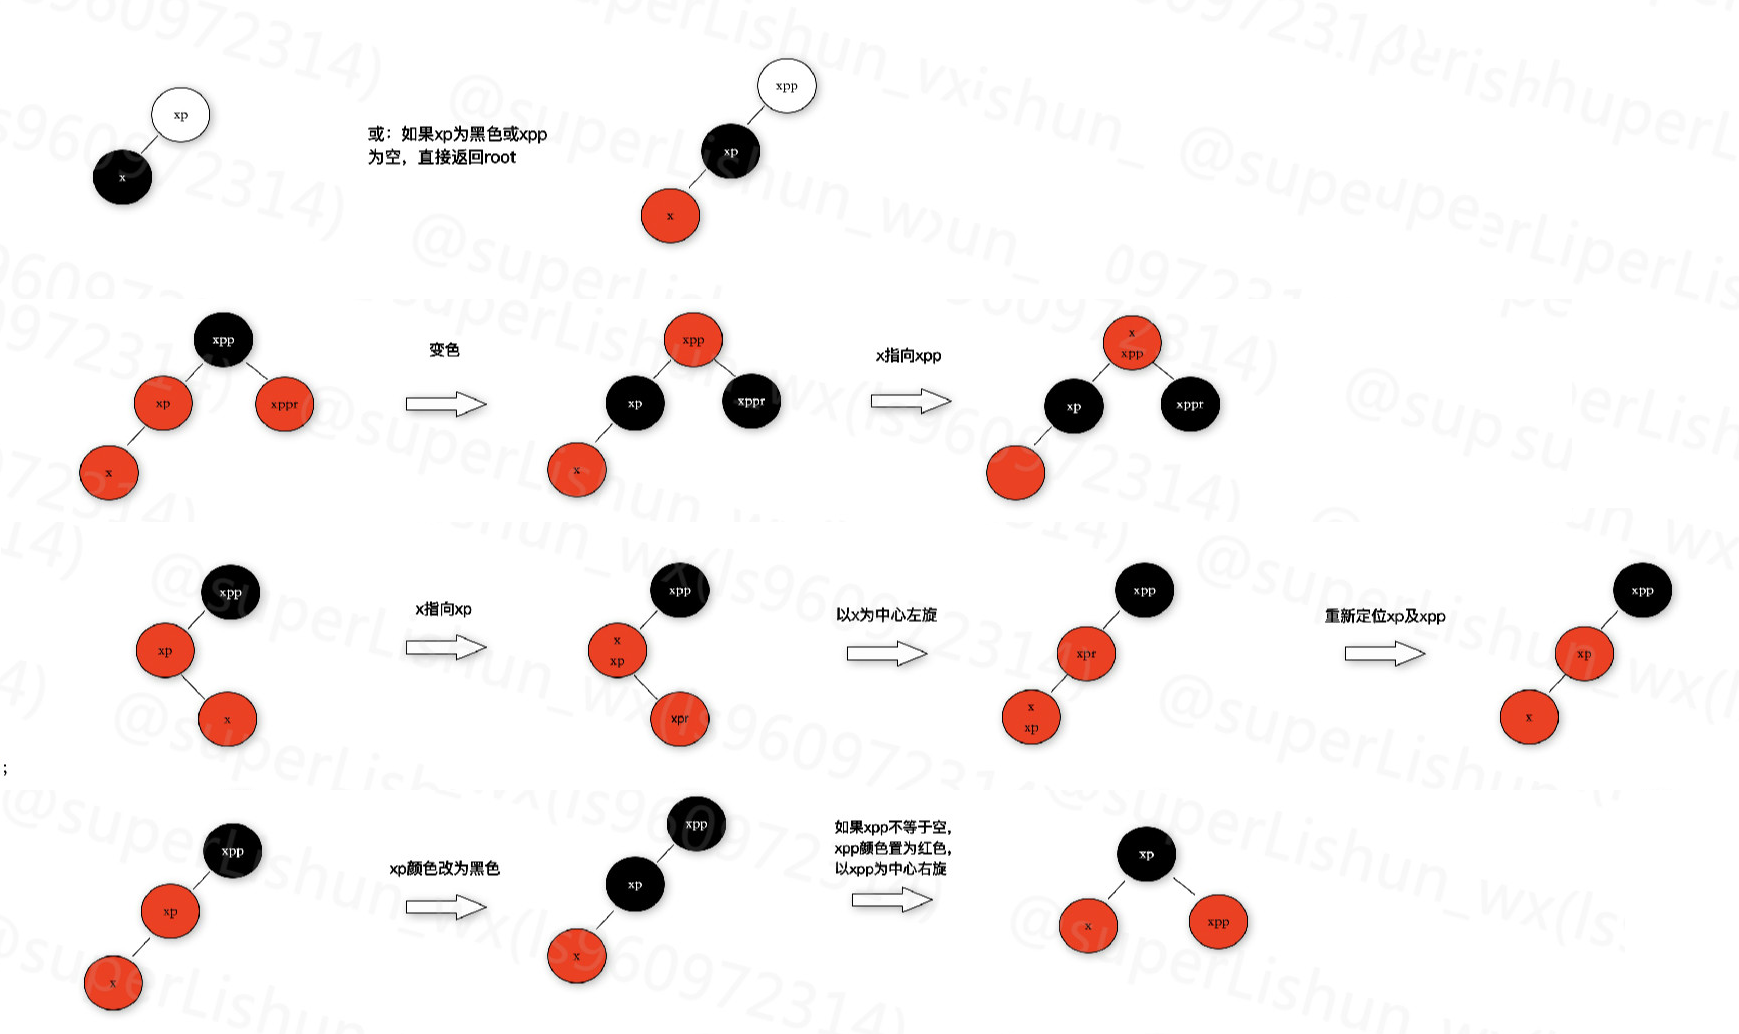 xp
x
或：如果xp为黑色或xpp
为空，直接返回root
xpp
xp
x
xpp
xp
xppr
x
变色
xpp
xp
xppr
x
x指向xpp
x
xpp
xp
xppr
xpp
xp
x
x指向xp
xpp
x
xp
xpr
以x为中心左旋
xpp
xpr
x
xp
重新定位xp及xpp
xpp
xp
x
;
xpp
xp
x
xp颜色改为黑色
xpp
xp
x
如果xpp不等于空，
xpp颜色置为红色，
以xpp为中心右旋
xp
x
xpp